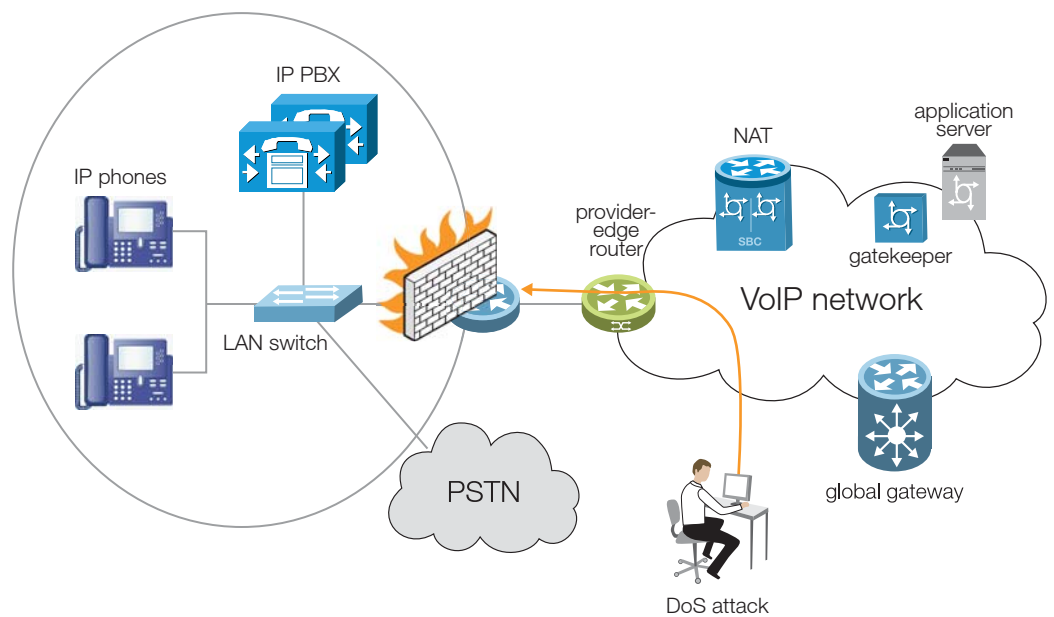 IP PBX
IP phones
LAN switch
PSTN
provider-
edge
router
NAT
SBC
application
server
gatekeeper
VoIP network
global gateway
DoS attack